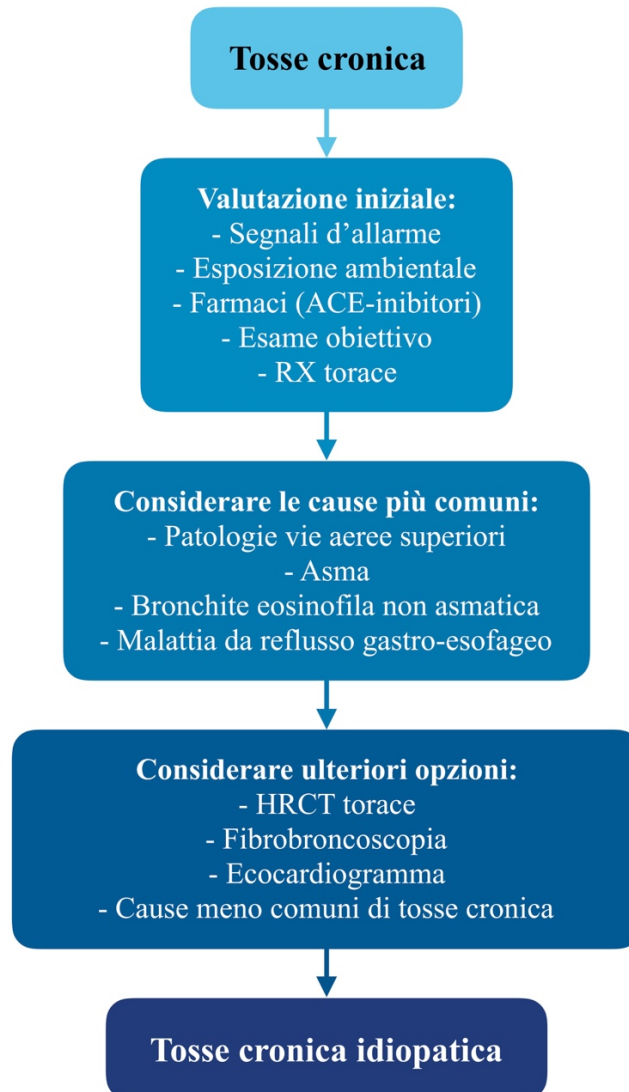 Tosse cronica
Valutazione iniziale:
- Segnali d’allarme
- Esposizione ambientale
- Farmaci (ACE-inibitori)
- Esame obiettivo
- RX torace
Considerare le cause più comuni:
- Patologie vie aeree superiori
- Asma
- Bronchite eosinofila non asmatica
- Malattia da reflusso gastro-esofageo
Considerare ulteriori opzioni:
- HRCT torace
- Fibrobroncoscopia
- Ecocardiogramma
- Cause meno comuni di tosse cronica
Tosse cronica idiopatica